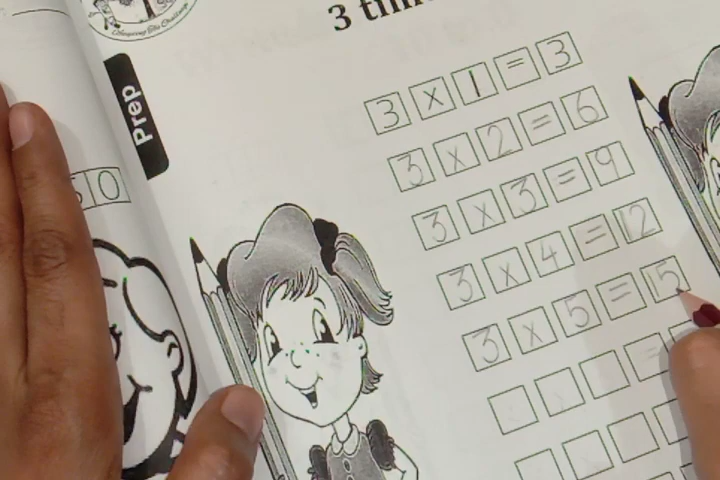 3 tim
Prep
50
3 x 1 = 3
3 x 2 = 6
3 x 3 = 9
3 x 4 = 12
3 x 5 = 15